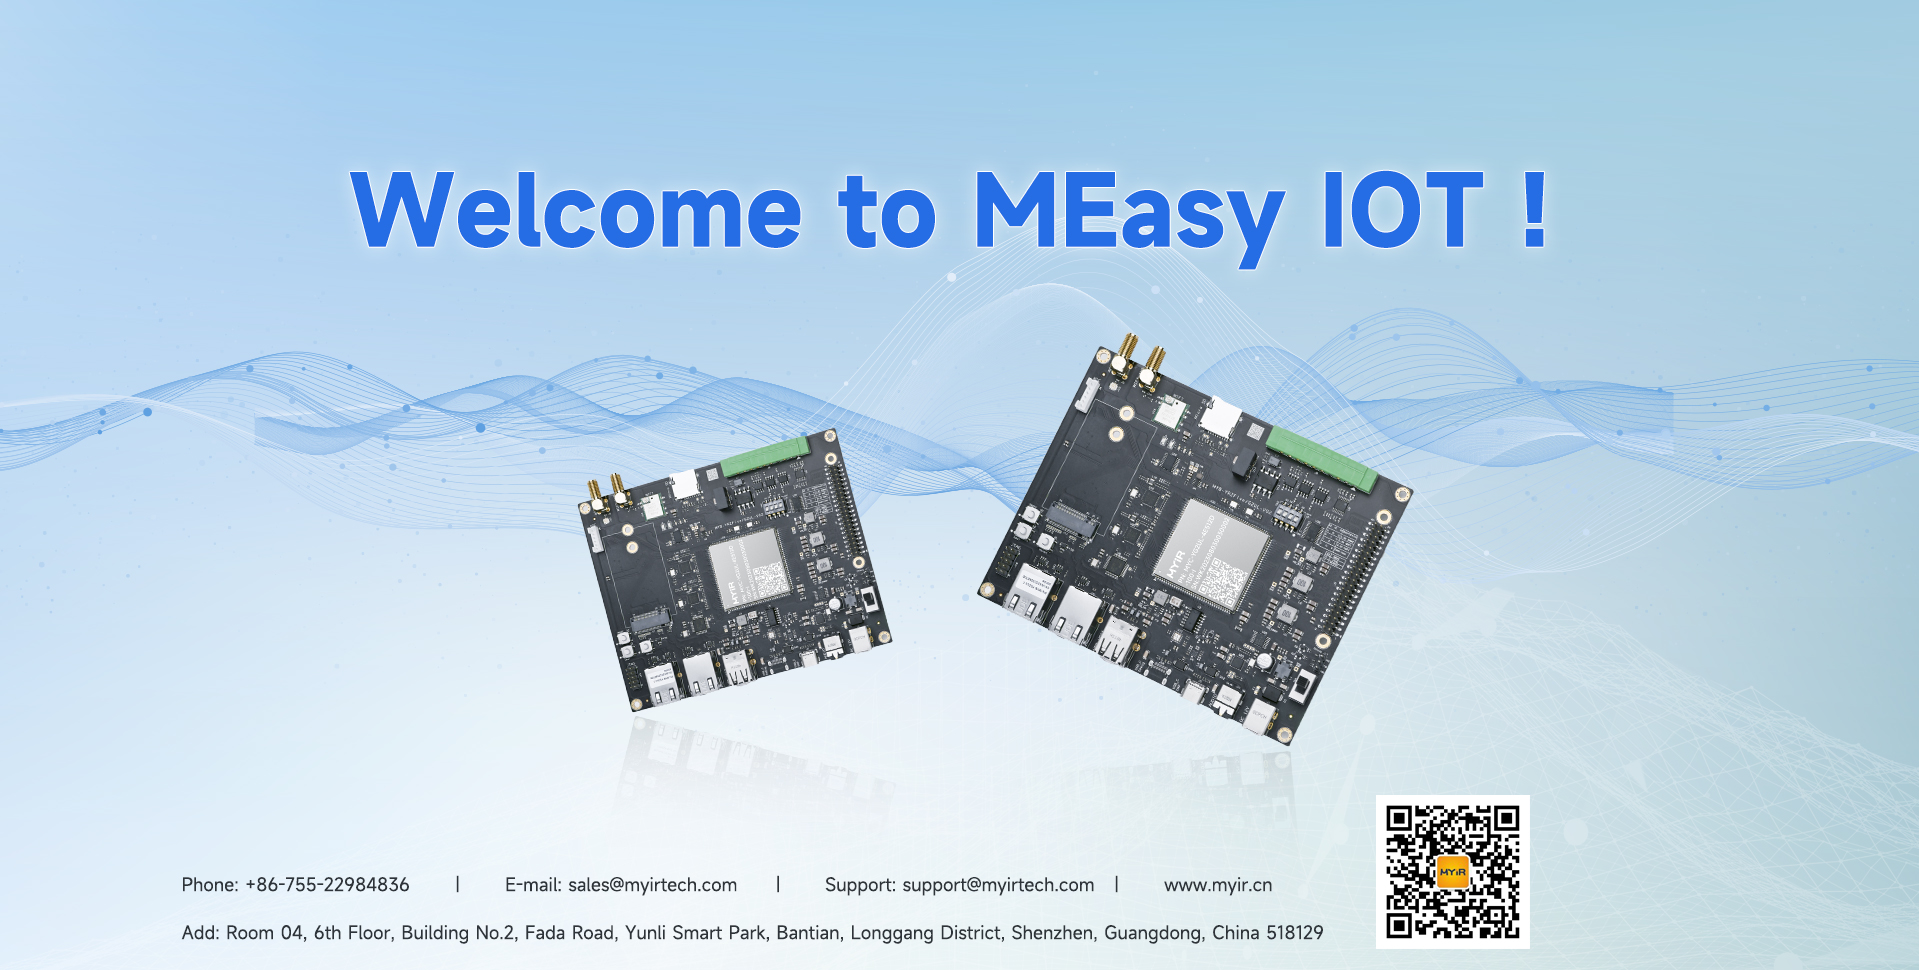 Welcome to MEasy IOT !
MYiR
MYiR
Phone: +86-755-22984836 | E-mail: sales@myirtech.com | Support: support@myirtech.com | www.myir.cn
Add: Room 04, 6th Floor, Building No.2, Fada Road, Yunli Smart Park, Bantian, Longgang District, Shenzhen, Guangdong, China 518129
MYiR